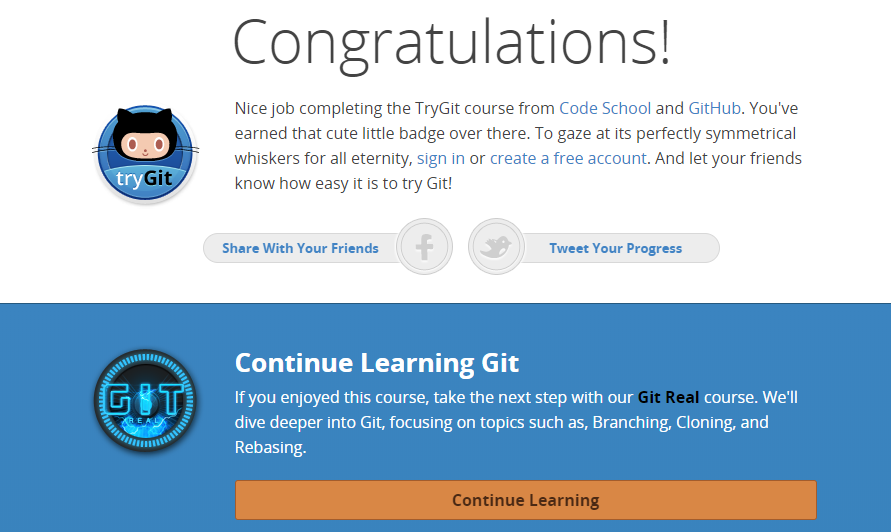 Congratulations!
Nice job completing the TryGit course from Code School and GitHub. You've
earned that cute little badge over there. To gaze at its perfectly symmetrical
whiskers for all eternity, sign in or create a free account. And let your friends
know how easy it is to try Git!
tryGit
Share With Your Friends
Tweet Your Progress
Continue Learning Git
If you enjoyed this course, take the next step with our Git Real course. We'll
dive deeper into Git, focusing on topics such as, Branching, Cloning, and
Rebasing.
GIT
REAL
Continue Learning